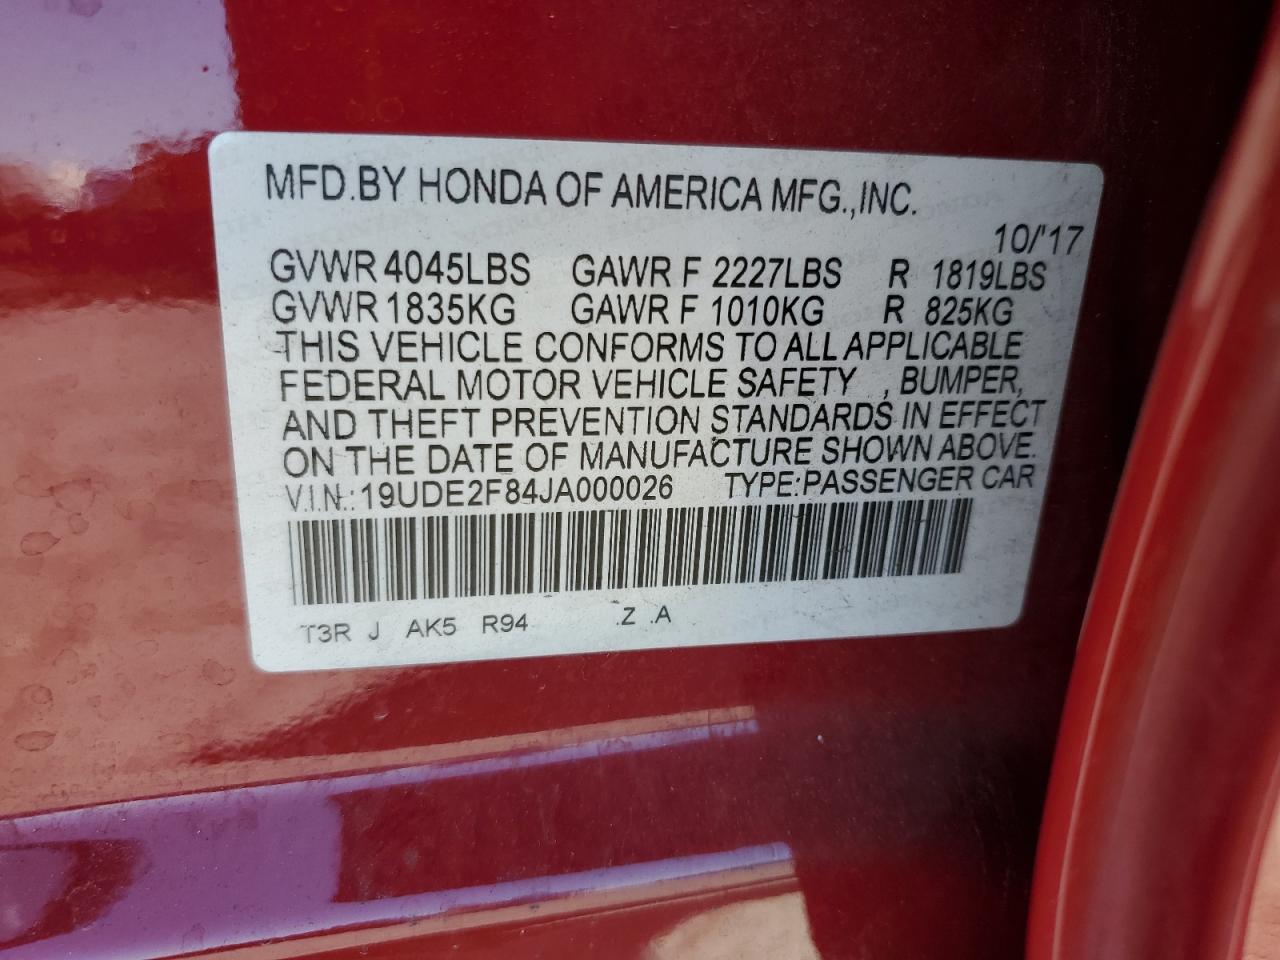 MFD.BY HONDA OF AMERICA MFG.,INC.
10/'17
GVWR 4045LBS GAWR F 2227LBS R 1819LBS
GVWR 1835KG GAWR F 1010KG R 825KG
THIS VEHICLE CONFORMS TO ALL APPLICABLE
FEDERAL MOTOR VEHICLE SAFETY , BUMPER,
AND THEFT PREVENTION STANDARDS IN EFFECT
ON THE DATE OF MANUFACTURE SHOWN ABOVE.
V.I.N.: 19UDE2F84JA000026 TYPE:PASSENGER CAR
T3R J AK5 R94 .Z .A